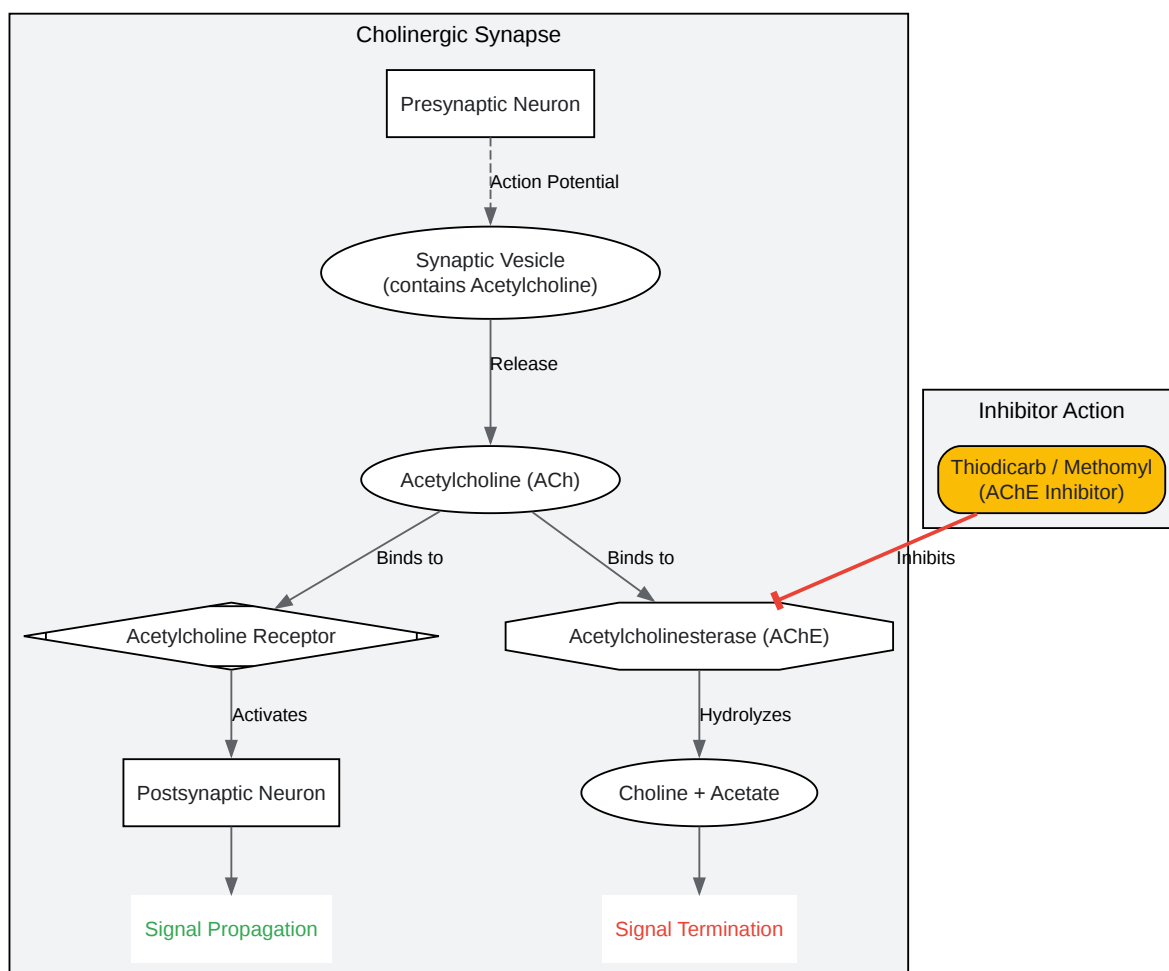 Cholinergic Synapse
Presynaptic Neuron
Action Potential
Synaptic Vesicle
(contains Acetylcholine)
Release
Inhibitor Action
Thiodicarb / Methomyl
(AChE Inhibitor)
Acetylcholine (ACh)
Binds to
Binds to
Inhibits
Acetylcholine Receptor
Acetylcholinesterase (AChE)
Activates
Hydrolyzes
Postsynaptic Neuron
Choline + Acetate
Signal Propagation
Signal Termination